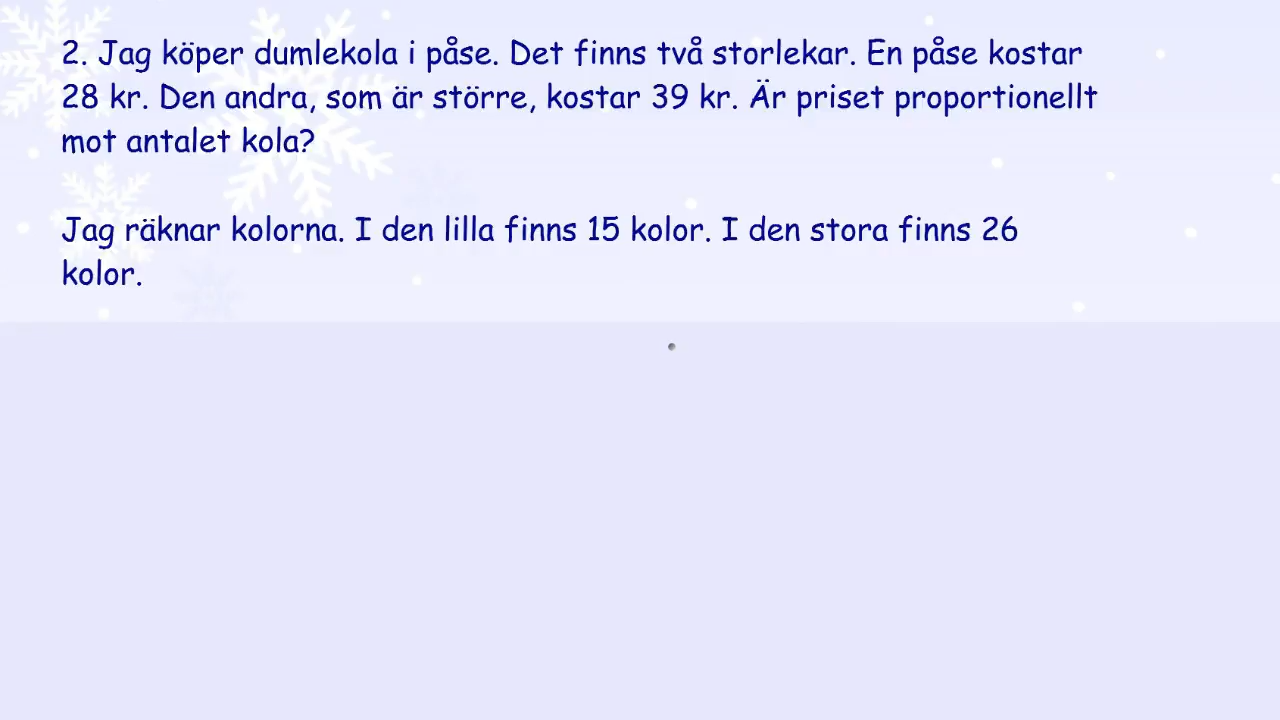 2. Jag köper dumlekola i påse. Det finns två storlekar. En påse kostar
28 kr. Den andra, som är större, kostar 39 kr. Är priset proportionellt
mot antalet kola?
Jag räknar kolorna. I den lilla finns 15 kolor. I den stora finns 26
kolor.